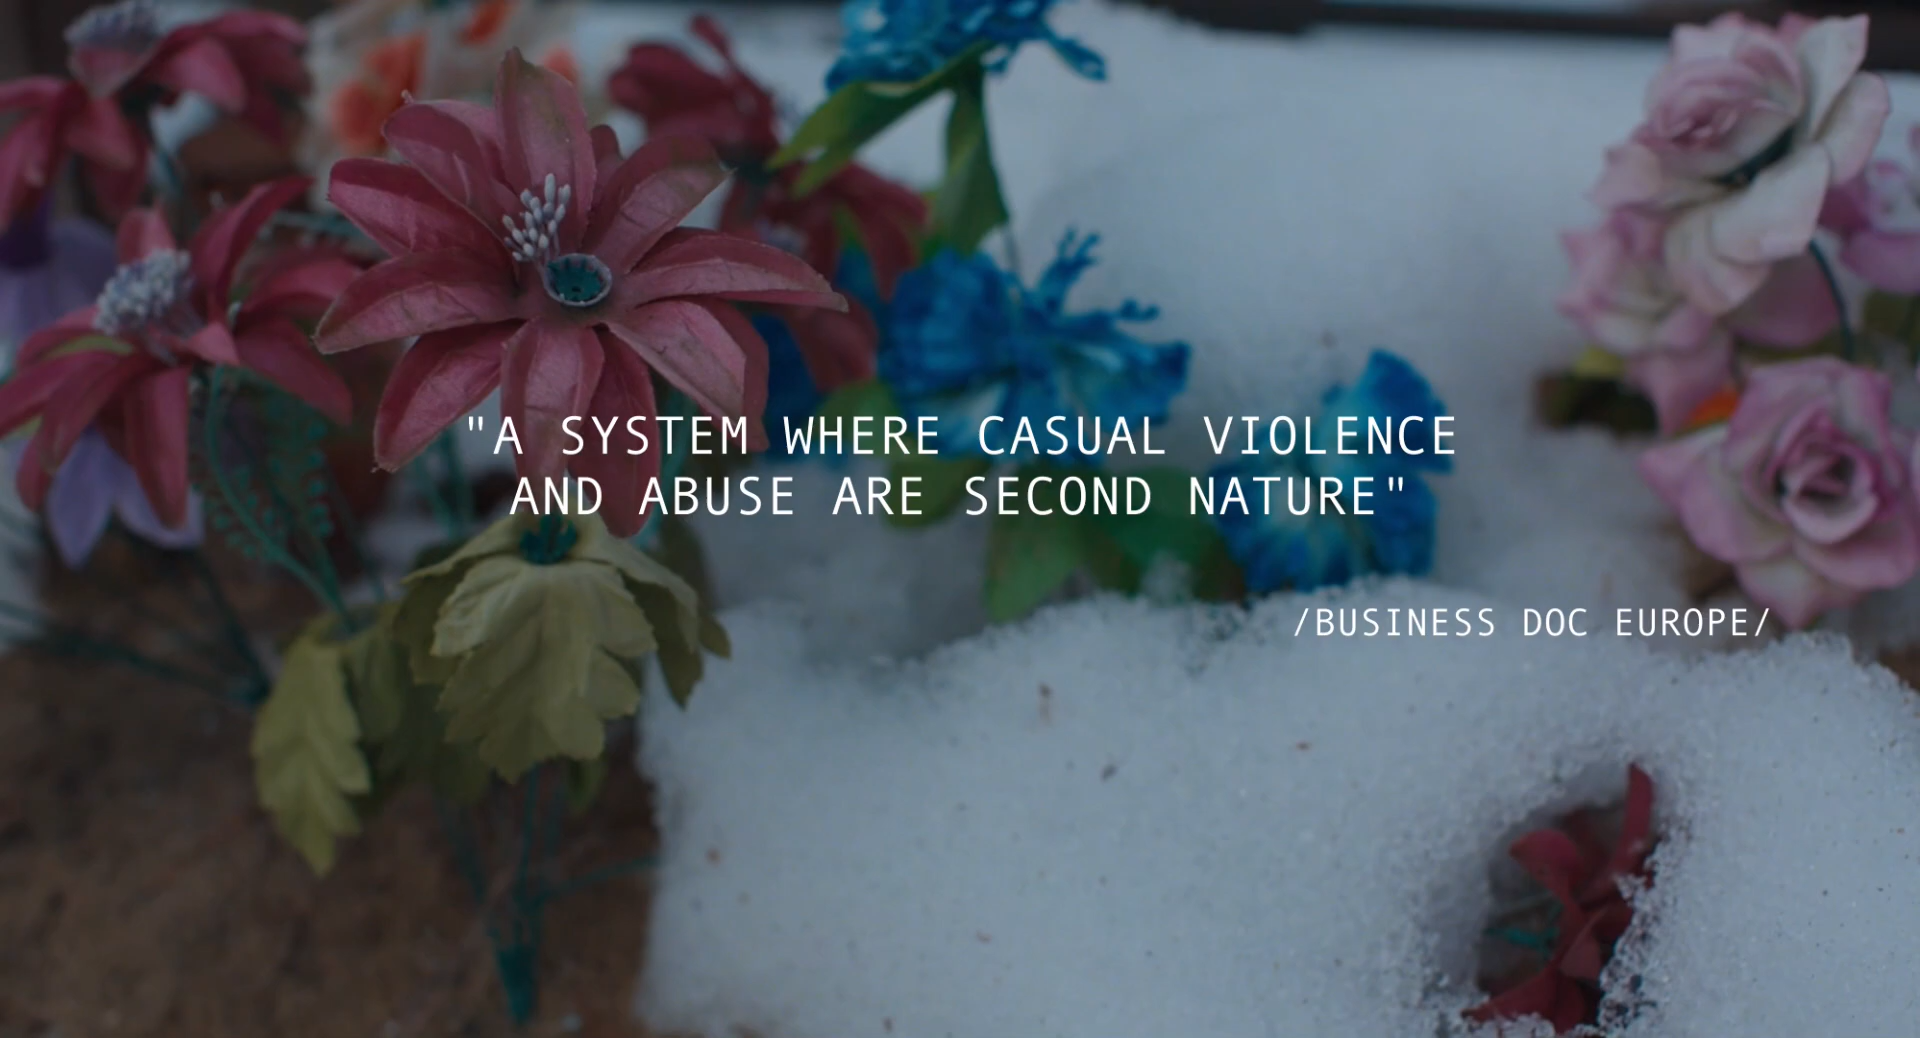 "A SYSTEM WHERE CASUAL VIOLENCE
AND ABUSE ARE SECOND NATURE"
/BUSINESS DOC EUROPE/